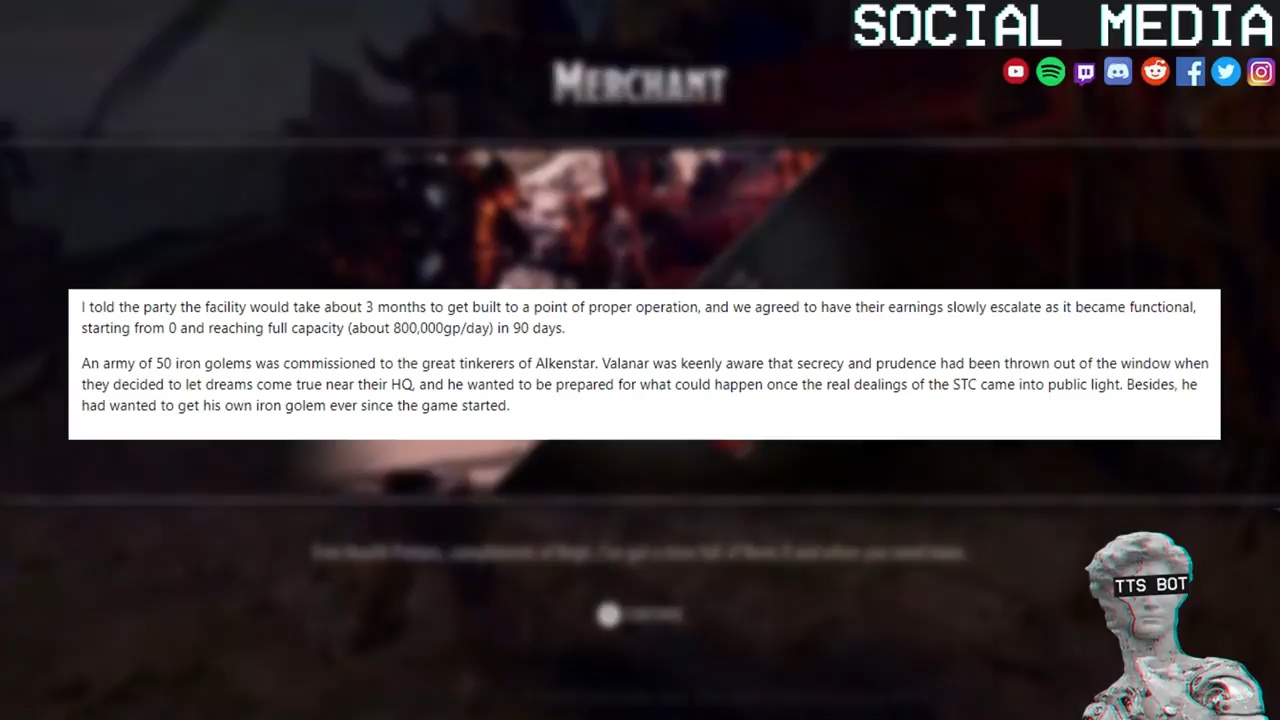 SOCIAL MEDIA
MERCHANT
I told the party the facility would take about 3 months to get built to a point of proper operation, and we agreed to have their earnings slowly escalate as it became functional,
starting from 0 and reaching full capacity (about 800,000gp/day) in 90 days.
An army of 50 iron golems was commissioned to the great tinkerers of Alkenstar. Valanar was keenly aware that secrecy and prudence had been thrown out of the window when
they decided to let dreams come true near their HQ, and he wanted to be prepared for what could happen once the real dealings of the STC came into public light. Besides, he
had wanted to get his own iron golem ever since the game started.
TTS BOT